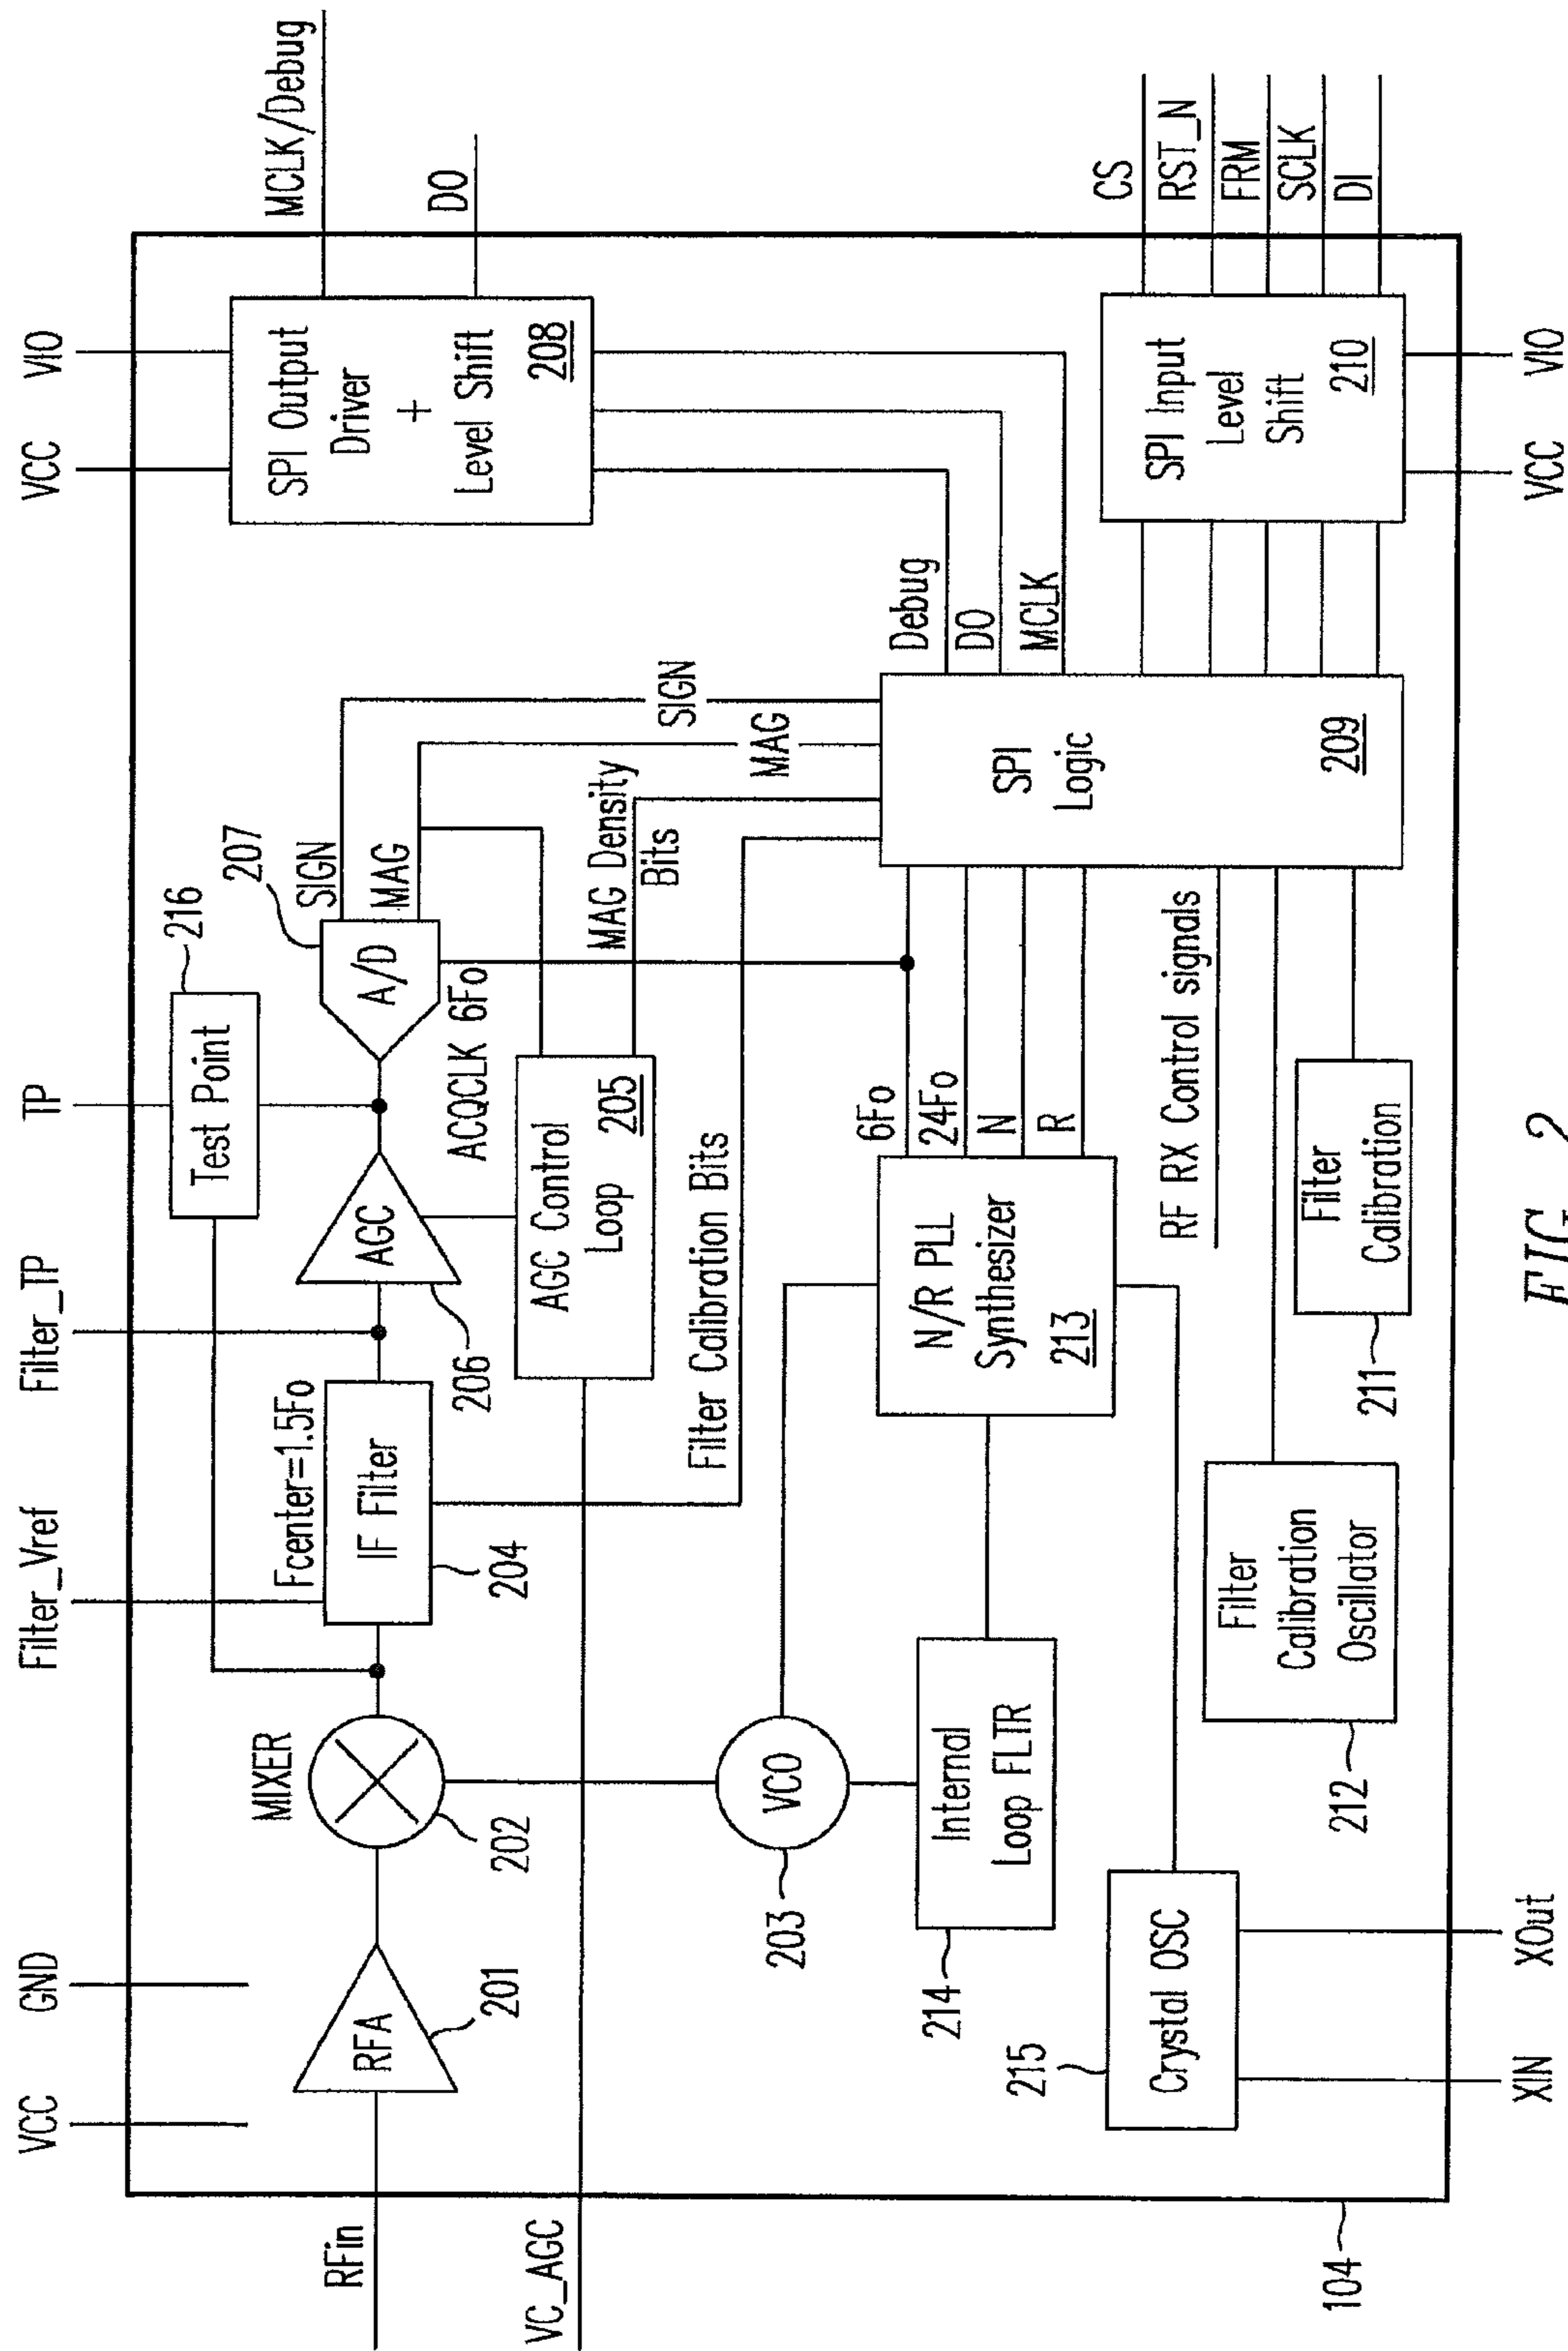 VCC
GND
Filter_Vref
Filter_TP
TP
VCC
VIO
RFin
VC_AGC
RFA
201
MIXER
202
Fcenter=1.5Fo
IF Filter
204
AGC
206
Test Point
216
A/D
207
SIGN
MAG
ACQCLK 6Fo
AGC Control
Loop
205
MAG Density
Bits
SIGN
MAG
Filter Calibration Bits
SPI Output
Driver
+
Level Shift
208
MCLK/Debug
DO
VCO
203
Internal
Loop FLTR
214
N/R PLL
Synthesizer
213
6Fo
24Fo
N
R
RF RX Control signals
SPI
Logic
209
Debug
DO
MCLK
SPI Input
Level
Shift
210
CS
RST_N
FRM
SCLK
DI
Crystal OSC
215
Filter
Calibration
Oscillator
212
Filter
Calibration
211
104
XIN
XOut
VCC
VIO
FIG. 2